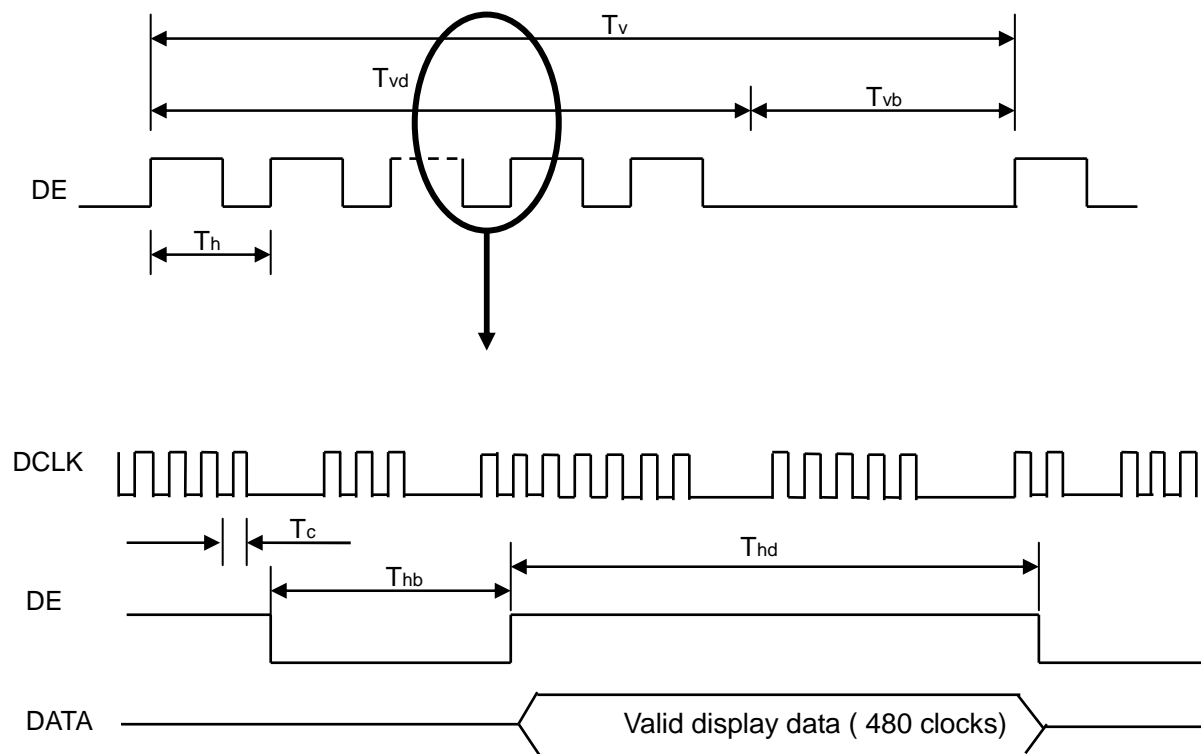 Tv
Tvd
Tvb
DE
Th
DCLK
Tc
Thd
Thb
DE
DATA
Valid display data ( 480 clocks)